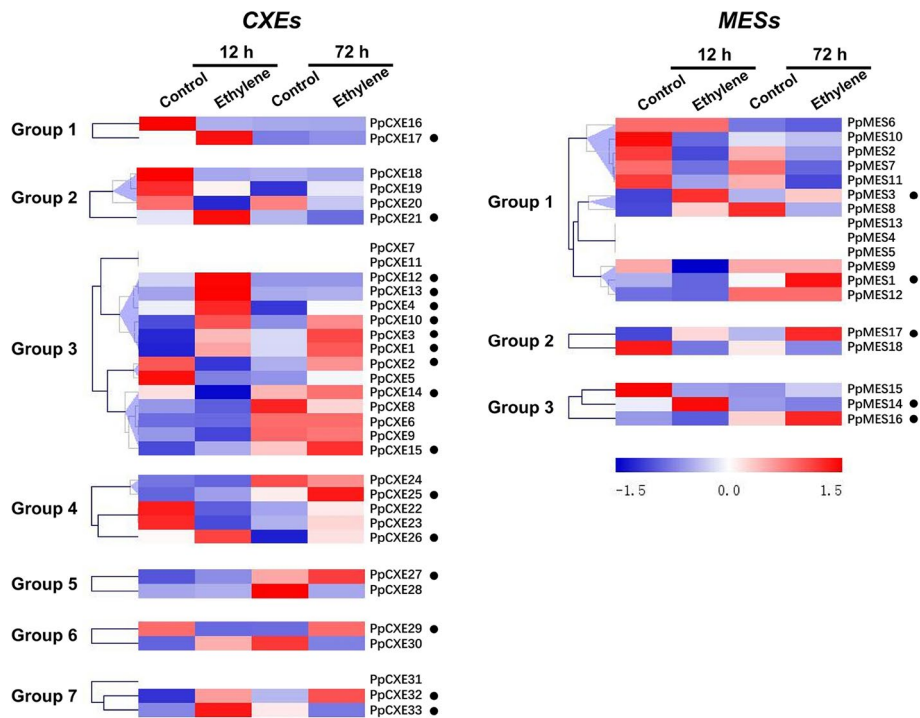 CXEs
12 h
72 h
Control
Ethylene
Control
Ethylene
Group 1
PpCXE16
PpCXE17
Group 2
PpCXE18
PpCXE19
PpCXE20
PpCXE21
Group 3
PpCXE7
PpCXE11
PpCXE12
PpCXE13
PpCXE4
PpCXE10
PpCXE3
PpCXE1
PpCXE2
PpCXE5
PpCXE14
PpCXE8
PpCXE6
PpCXE9
PpCXE15
Group 4
PpCXE24
PpCXE25
PpCXE22
PpCXE23
PpCXE26
Group 5
PpCXE27
PpCXE28
Group 6
PpCXE29
PpCXE30
Group 7
PpCXE31
PpCXE32
PpCXE33
MESs
12 h
72 h
Control
Ethylene
Control
Ethylene
Group 1
PpMES6
PpMES10
PpMES2
PpMES7
PpMES11
PpMES3
PpMES8
PpMES13
PpMES4
PpMES5
PpMES9
PpMES1
PpMES12
Group 2
PpMES17
PpMES18
Group 3
PpMES15
PpMES14
PpMES16
-1.5 0.0 1.5